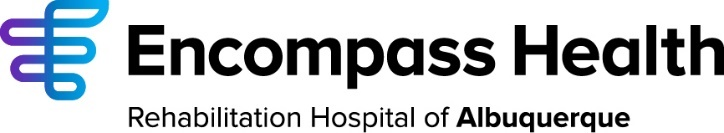 Encompass Health
Rehabilitation Hospital of Albuquerque